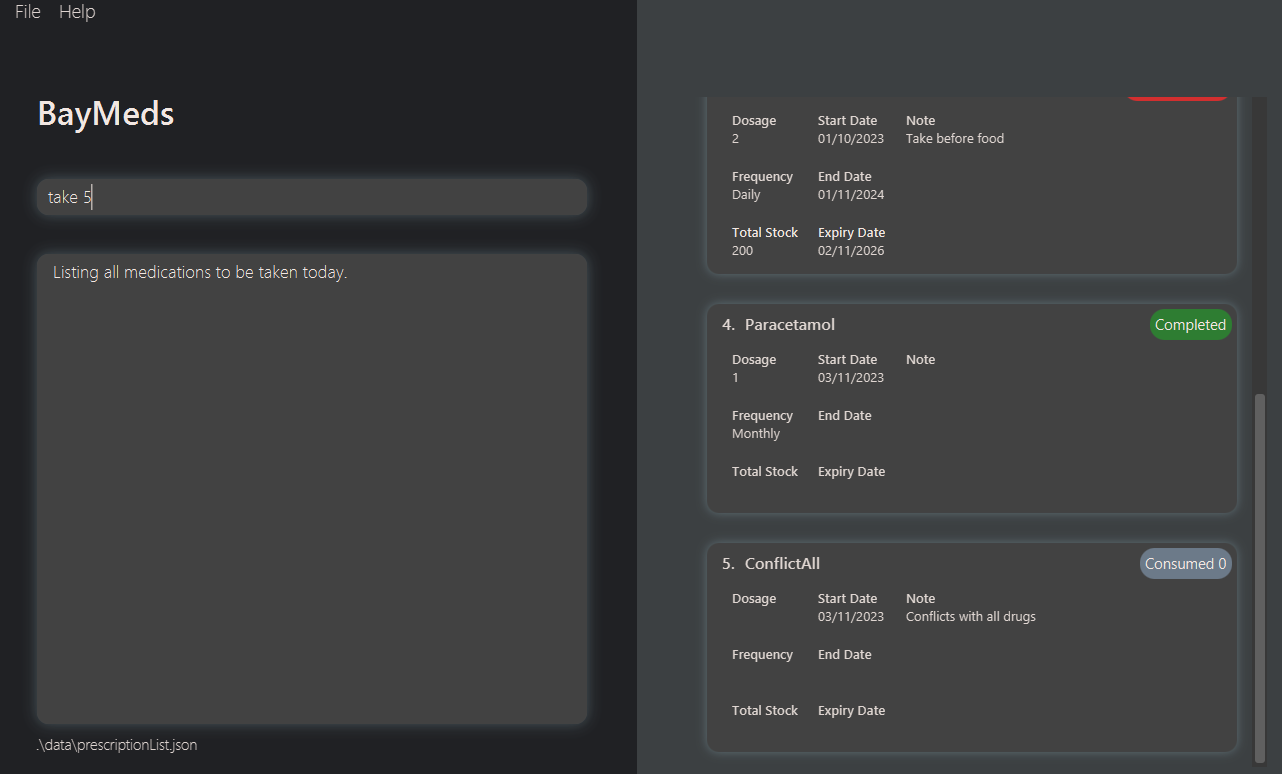 File Help
BayMeds
take 5
Listing all medications to be taken today.
.\data\prescriptionList.json
Dosage Start Date Note
2 01/10/2023 Take before food
Frequency End Date
Daily 01/11/2024
Total Stock Expiry Date
200 02/11/2026
4. Paracetamol Completed
Dosage Start Date Note
1 03/11/2023
Frequency End Date
Monthly
Total Stock Expiry Date
5. ConflictAll Consumed 0
Dosage Start Date Note
03/11/2023 Conflicts with all drugs
Frequency End Date
Total Stock Expiry Date